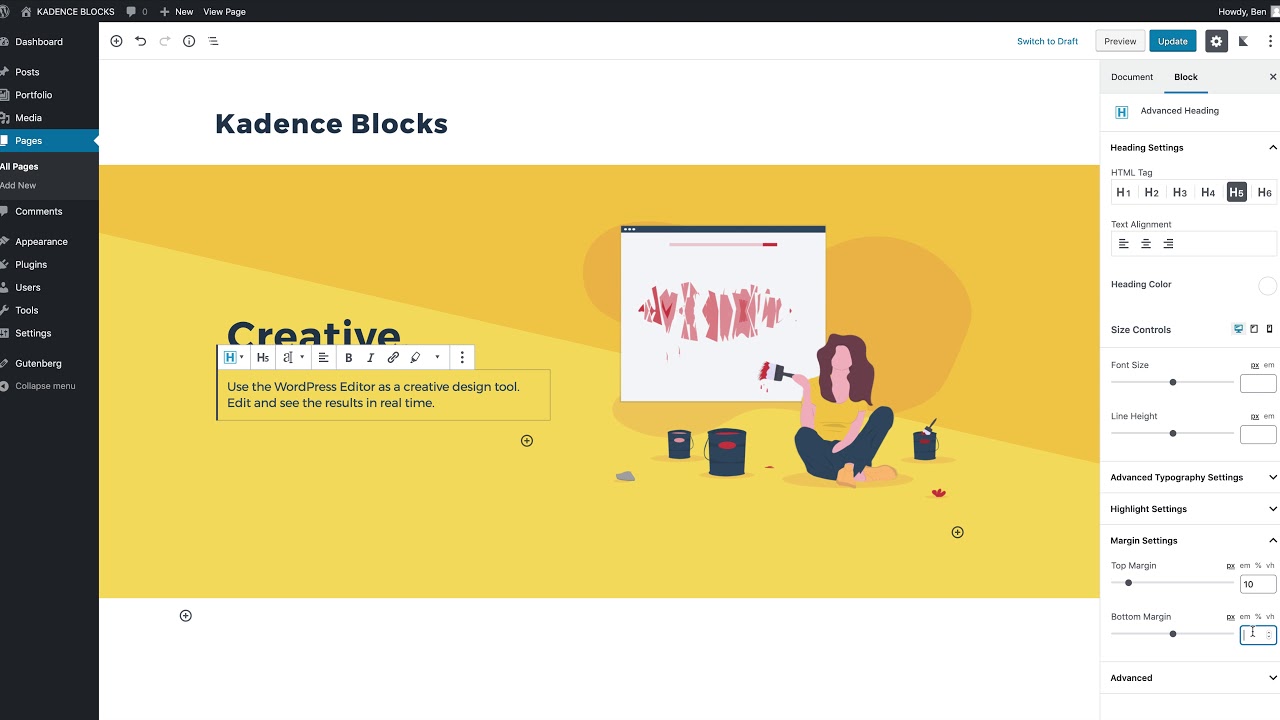 KADENCE BLOCKS
0
New
View Page
Howdy, Ben
Dashboard
Posts
Portfolio
Media
Pages
All Pages
Add New
Comments
Appearance
Plugins
Users
Tools
Settings
Gutenberg
Collapse menu
Switch to Draft
Preview
Update
Kadence Blocks
Creative
H
H5
B
I
Use the WordPress Editor as a creative design tool.
Edit and see the results in real time.
Document
Block
H
Advanced Heading
Heading Settings
HTML Tag
H1 H2 H3 H4 H5 H6
Text Alignment
Heading Color
Size Controls
Font Size
px em
Line Height
px em
Advanced Typography Settings
Highlight Settings
Margin Settings
Top Margin
px em % vh
10
Bottom Margin
px em % vh
Advanced